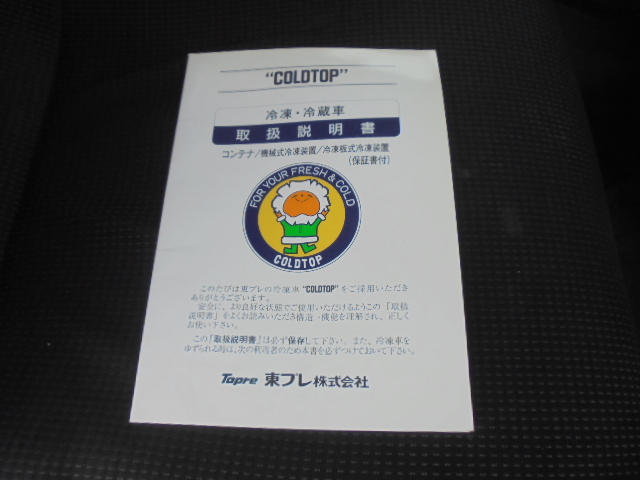 “COLDTOP”
冷凍・冷蔵車
取扱説明書
コンテナ/機械式冷凍装置/冷凍板式冷凍装置
(保証書付)
FOR YOUR FRESH & COLD
COLDTOP
このたびは東プレの冷凍車“COLDTOP”をご採用いただき
ありがとうございます。
安全に、より良好な状態でご使用いただけるようこの「取扱
説明書」をよくお読みいただき構造・機能を理解され、正しく
お使い下さい。
この「取扱説明書」は必ず保存して下さい。また、冷凍車を
ゆずられる時は、次の利用者のため本書を必ずつけておいて下さい。
Topre 東プレ株式会社